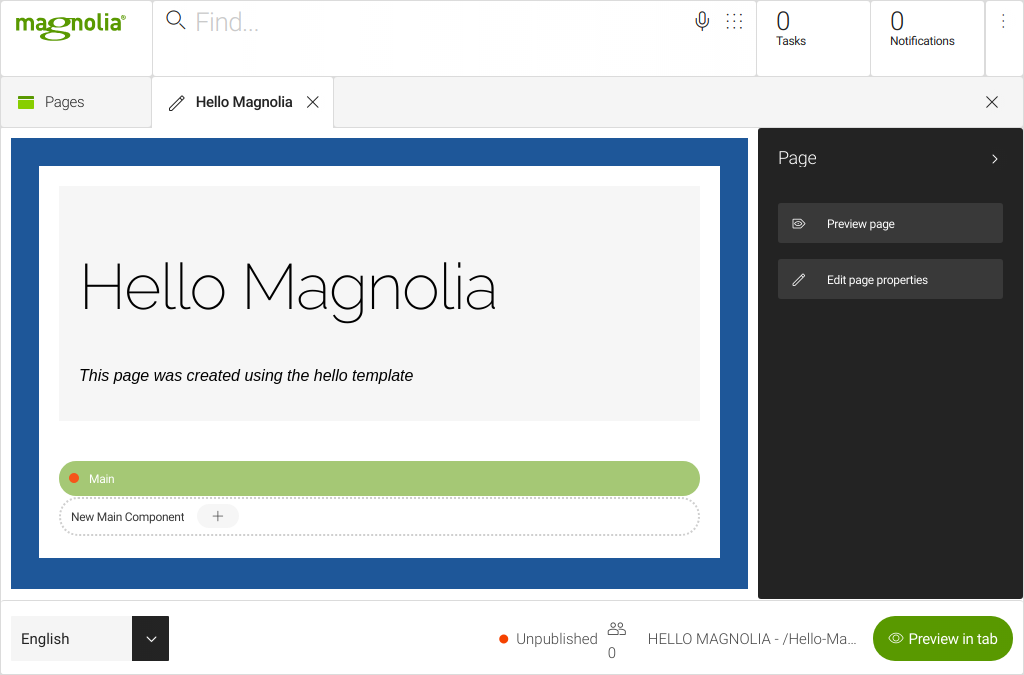 magnolia®
Find...
0
Tasks
0
Notifications
Pages
Hello Magnolia
Hello Magnolia
This page was created using the hello template
Main
New Main Component
Page
Preview page
Edit page properties
English
Unpublished
0
HELLO MAGNOLIA - /Hello-Ma...
Preview in tab